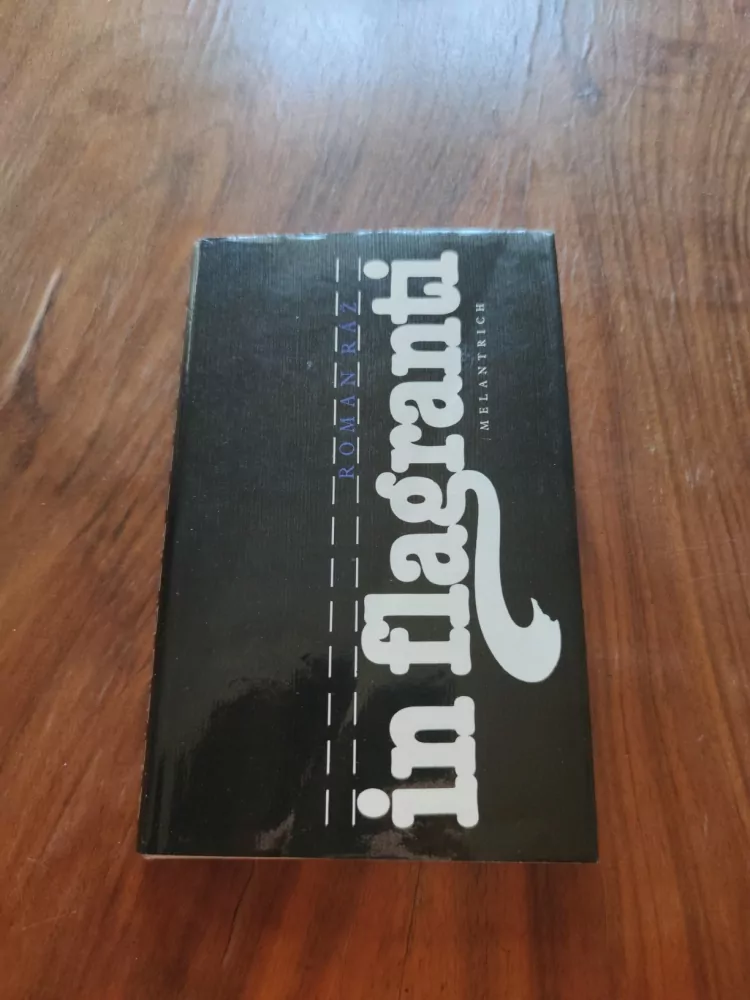 ROMAN RÁŽ
in flagranti
MELANTRICH